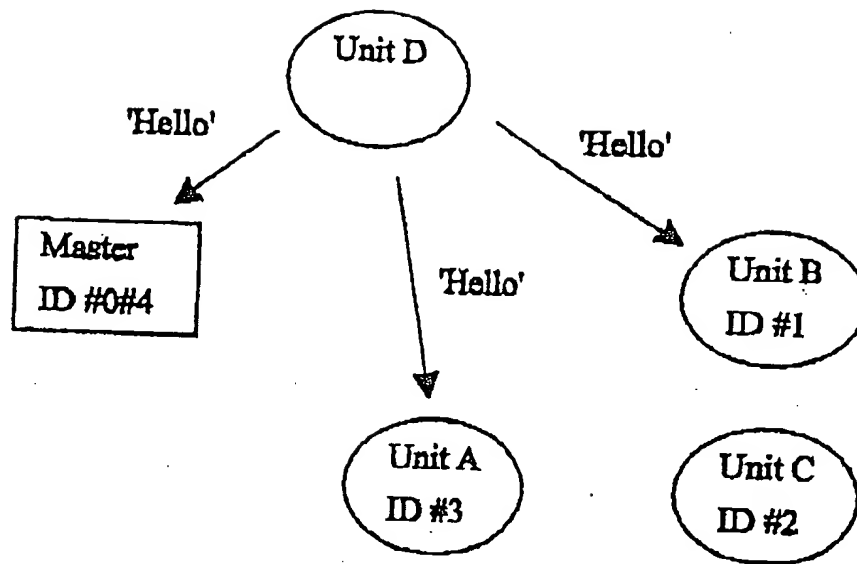 Unit D
'Hello'
'Hello'
Master
ID #0#4
'Hello'
Unit B
ID #1
Unit A
ID #3
Unit C
ID #2